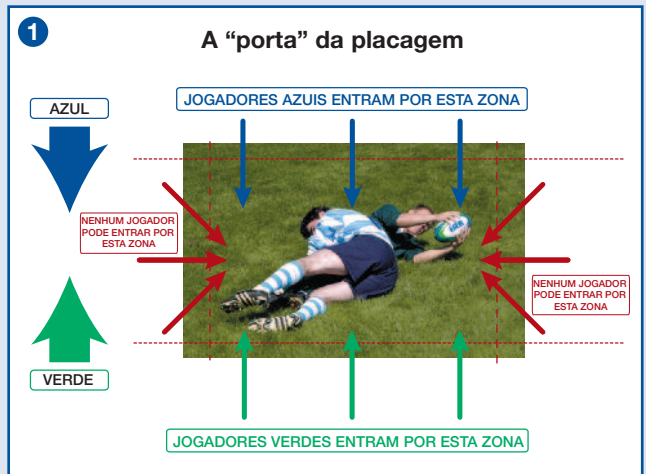 1
A “porta” da placagem
AZUL
JOGADORES AZUIS ENTRAM POR ESTA ZONA
NENHUM JOGADOR
PODE ENTRAR POR
ESTA ZONA
NENHUM JOGADOR
PODE ENTRAR POR
ESTA ZONA
VERDE
JOGADORES VERDES ENTRAM POR ESTA ZONA